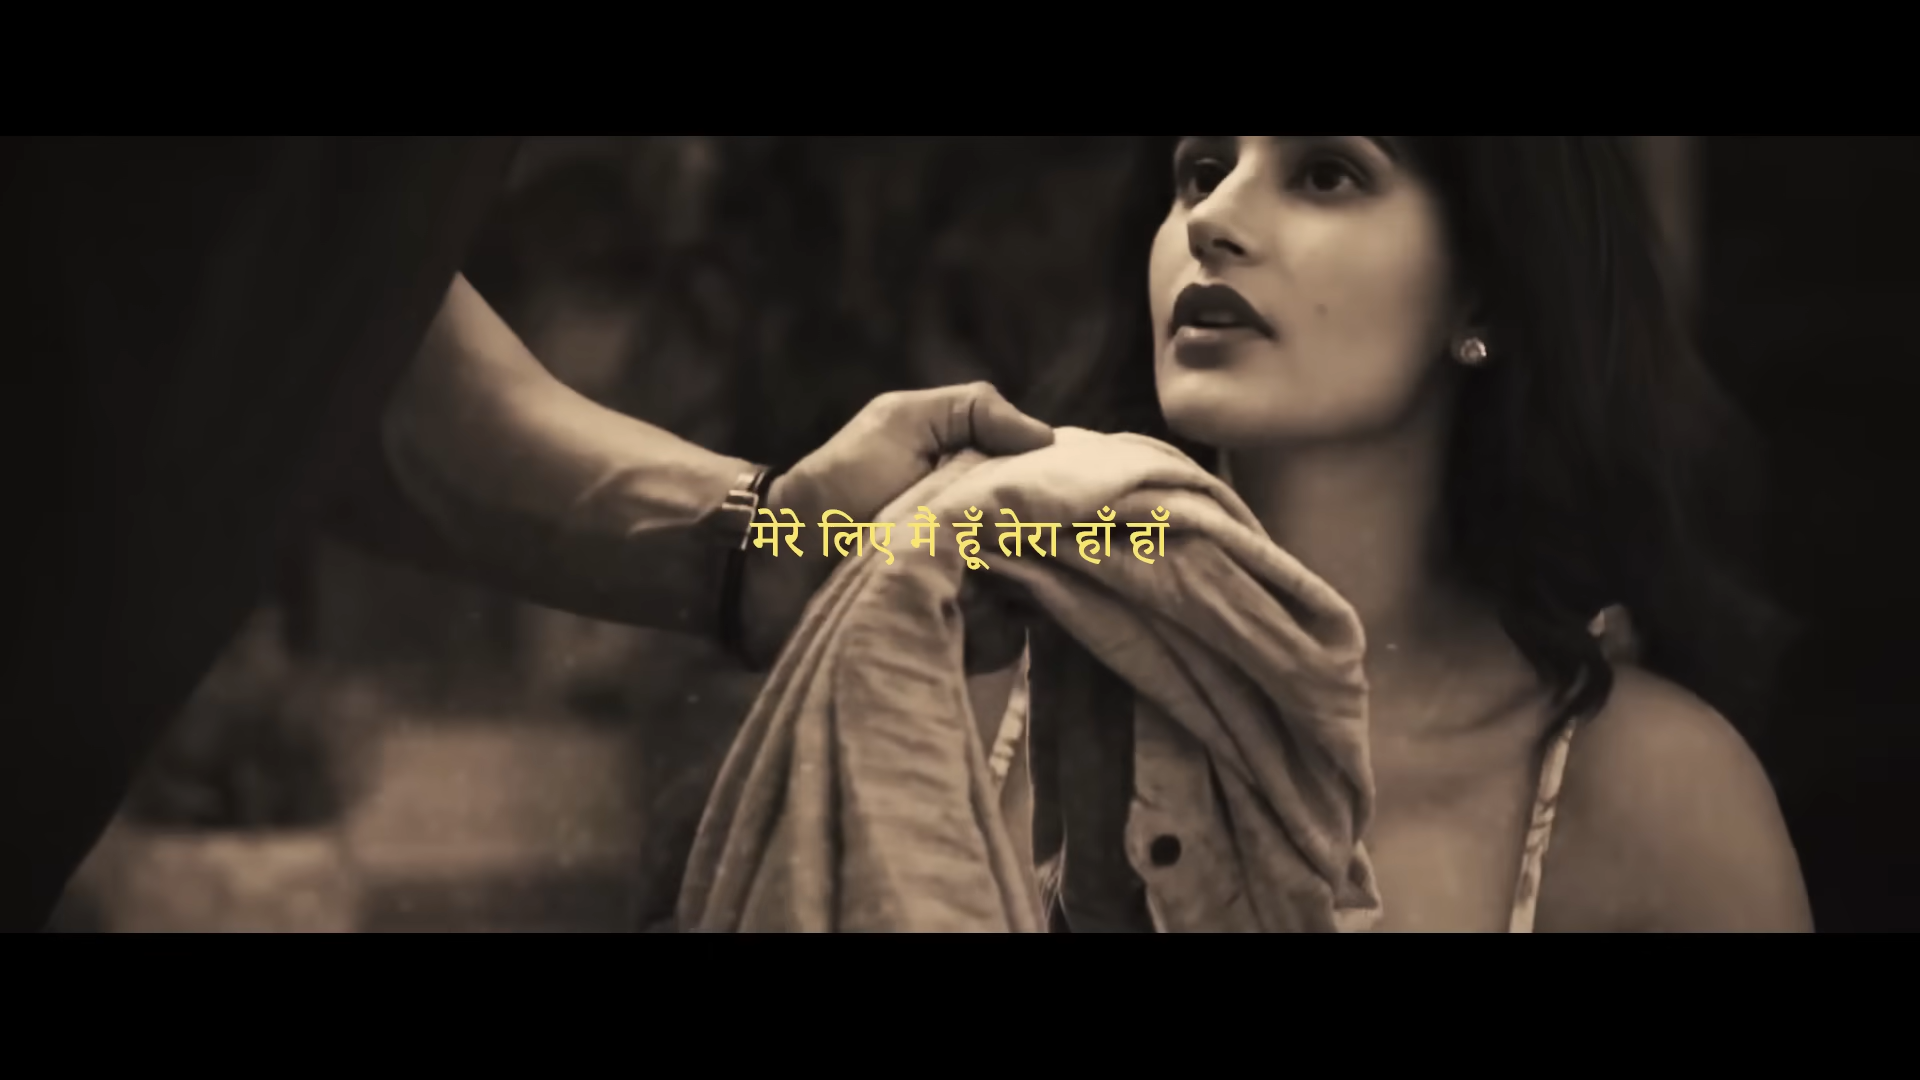 मेरे लिए मैं हूँ तेरा हाँ हाँ